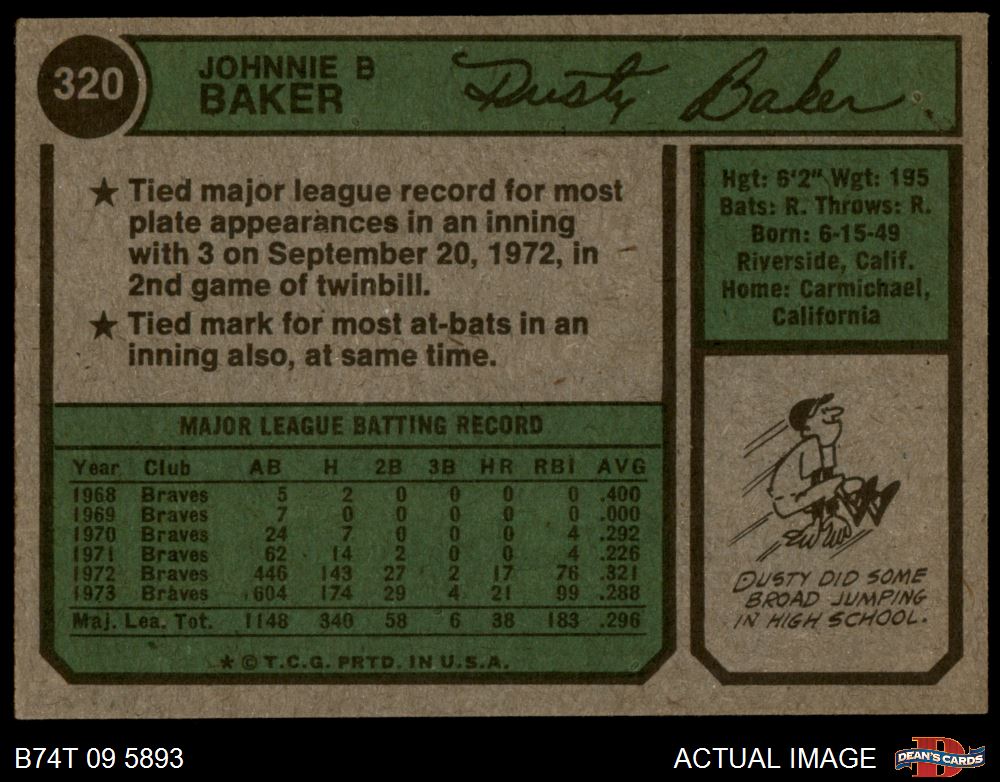 320
JOHNNIE B
BAKER
Dusty Baker
★ Tied major league record for most
plate appearances in an inning
with 3 on September 20, 1972, in
2nd game of twinbill.
★ Tied mark for most at-bats in an
inning also, at same time.
Hgt: 6'2" Wgt: 195
Bats: R. Throws: R.
Born: 6-15-49
Riverside, Calif.
Home: Carmichael,
California
MAJOR LEAGUE BATTING RECORD
Year Club AB H 2B 3B HR RBI AVG
1968 Braves 5 2 0 0 0 0 .400
1969 Braves 7 0 0 0 0 0 .000
1970 Braves 24 7 0 0 0 4 .292
1971 Braves 62 14 2 0 0 4 .226
1972 Braves 446 143 27 2 17 76 .321
1973 Braves 604 174 29 4 21 99 .288
Maj. Lea. Tot. 1148 340 58 6 38 183 .296
★ © T.C.G. PRTD. IN U.S.A.
DUSTY DID SOME
BROAD JUMPING
IN HIGH SCHOOL.
B74T 09 5893
ACTUAL IMAGE
D
DEAN'S CARDS